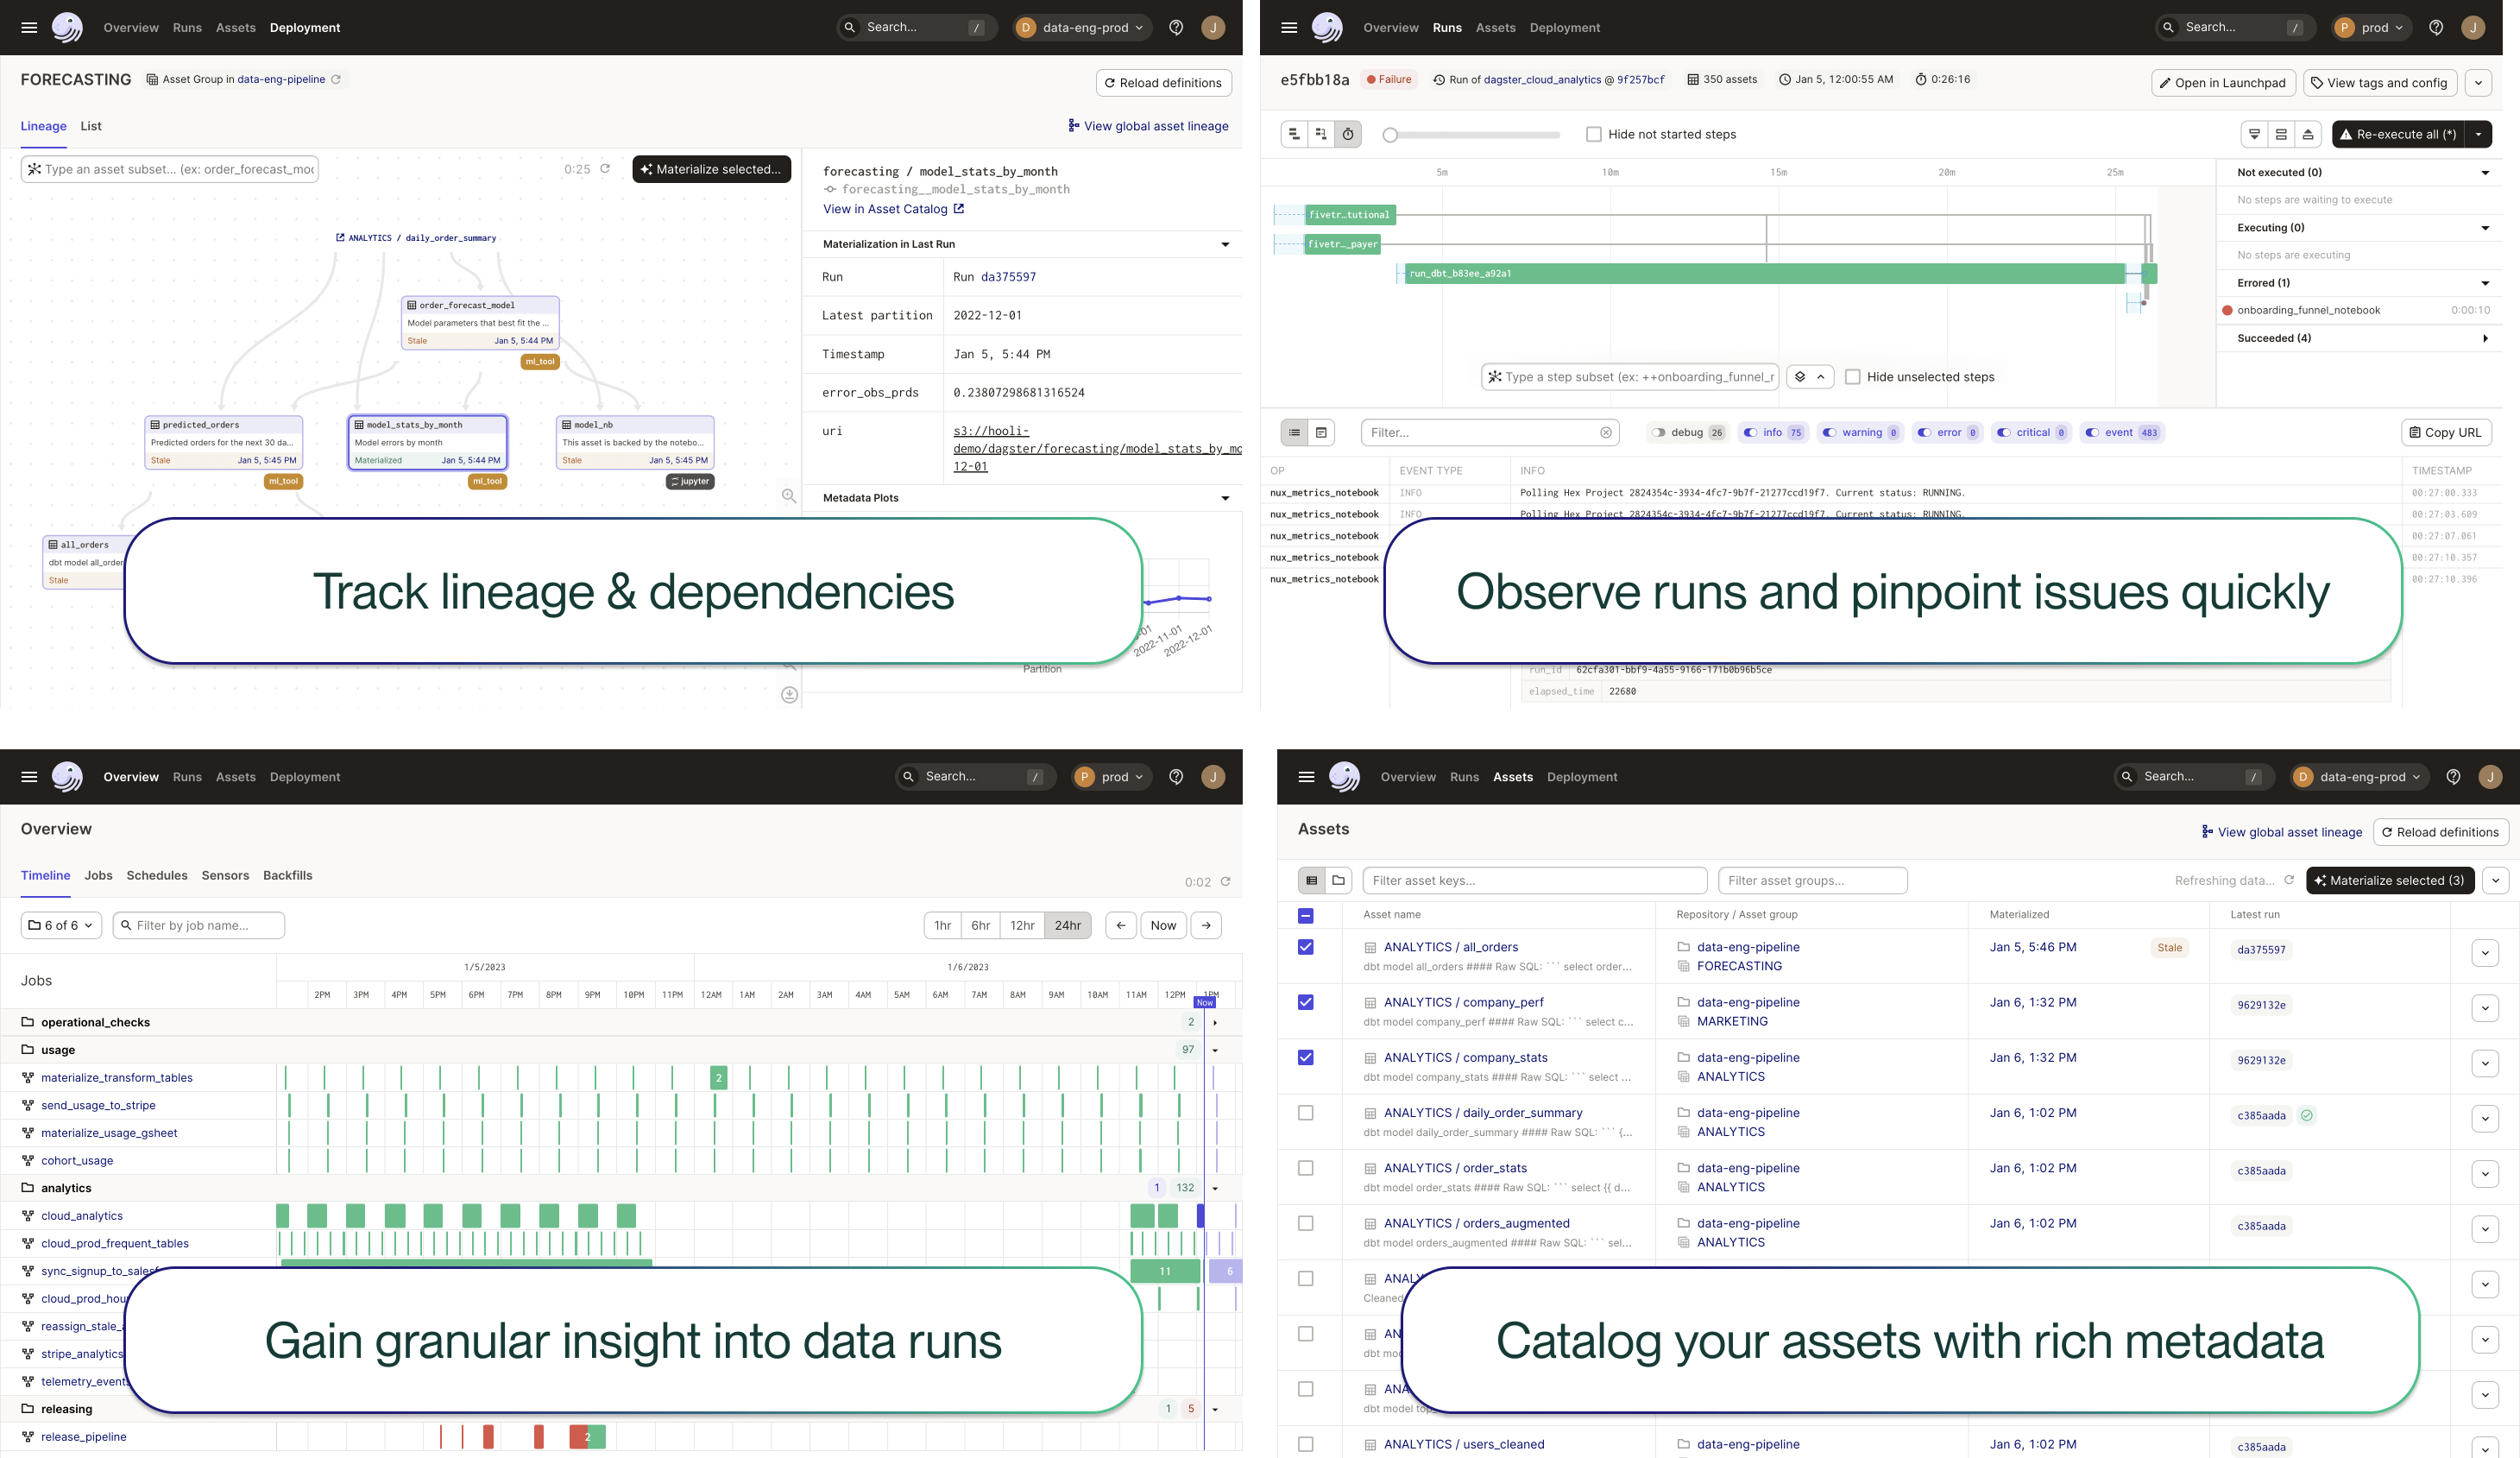 Overview Runs Assets Deployment
Search... /
D data-eng-prod
J
FORECASTING Asset Group in data-eng-pipeline
Reload definitions
Lineage List
View global asset lineage
Type an asset subset... (ex: order_forecast_mod
0:25
Materialize selected...
ANALYTICS / daily_order_summary
order_forecast_model
Model parameters that best fit the ...
Stale Jan 5, 5:44 PM
ml_tool
predicted_orders
Predicted orders for the next 30 da...
Stale Jan 5, 5:45 PM
ml_tool
model_stats_by_month
Model errors by month
Materialized Jan 5, 5:44 PM
ml_tool
model_nb
This asset is backed by the notebo...
Stale Jan 5, 5:45 PM
jupyter
all_orders
dbt model all_order
Stale
forecasting / model_stats_by_month
forecasting__model_stats_by_month
View in Asset Catalog
Materialization in Last Run
Run Run da375597
Latest partition 2022-12-01
Timestamp Jan 5, 5:44 PM
error_obs_prds 0.23807298681316524
uri s3://hooli-
demo/dagster/forecasting/model_stats_by_mo
12-01
Metadata Plots
-01
2022-11-01
2022-12-01
Partition
Track lineage & dependencies
Overview Runs Assets Deployment
Search... /
P prod
J
e5fbb18a Failure Run of dagster_cloud_analytics @ 9f257bcf 350 assets Jan 5, 12:00:55 AM 0:26:16
Open in Launchpad View tags and config
Hide not started steps
Re-execute all (*)
5m 10m 15m 20m 25m
fivetr…tutional
fivetr…_payer
run_dbt_b83ee_a92a1
Type a step subset (ex: ++onboarding_funnel_r
Hide unselected steps
Not executed (0)
No steps are waiting to execute
Executing (0)
No steps are executing
Errored (1)
onboarding_funnel_notebook 0:00:10
Succeeded (4)
Filter...
debug 26 info 75 warning 0 error 0 critical 0 event 483
Copy URL
OP EVENT TYPE INFO TIMESTAMP
nux_metrics_notebook INFO Polling Hex Project 2824354c-3934-4fc7-9b7f-21277ccd19f7. Current status: RUNNING. 00:27:00.333
nux_metrics_notebook INFO Polling Hex Project 2824354c-3934-4fc7-9b7f-21277ccd19f7. Current status: RUNNING. 00:27:03.609
nux_metrics_notebook 00:27:07.061
nux_metrics_notebook 00:27:10.357
nux_metrics_notebook 00:27:10.396
run_id 62cfa301-bbf9-4a55-9166-171b0b96b5ce
elapsed_time 22680
Observe runs and pinpoint issues quickly
Overview Runs Assets Deployment
Search... /
P prod
J
Overview
Timeline Jobs Schedules Sensors Backfills
0:02
6 of 6
Filter by job name...
1hr 6hr 12hr 24hr
Now
Jobs
1/5/2023 1/6/2023
2PM 3PM 4PM 5PM 6PM 7PM 8PM 9PM 10PM 11PM 12AM 1AM 2AM 3AM 4AM 5AM 6AM 7AM 8AM 9AM 10AM 11AM 12PM 1PM
Now
operational_checks 2
usage 97
materialize_transform_tables 2
send_usage_to_stripe
materialize_usage_gsheet
cohort_usage
analytics 1 132
cloud_analytics
cloud_prod_frequent_tables
sync_signup_to_salesf 11 6
cloud_prod_hou
reassign_stale_a
stripe_analytics
telemetry_events
releasing 1 5
release_pipeline 2
Gain granular insight into data runs
Overview Runs Assets Deployment
Search... /
D data-eng-prod
J
Assets
View global asset lineage
Reload definitions
Filter asset keys...
Filter asset groups...
Refreshing data...
Materialize selected (3)
Asset name Repository / Asset group Materialized Latest run
ANALYTICS / all_orders data-eng-pipeline Jan 5, 5:46 PM Stale da375597
dbt model all_orders #### Raw SQL: ``` select order... FORECASTING
ANALYTICS / company_perf data-eng-pipeline Jan 6, 1:32 PM 9629132e
dbt model company_perf #### Raw SQL: ``` select c... MARKETING
ANALYTICS / company_stats data-eng-pipeline Jan 6, 1:32 PM 9629132e
dbt model company_stats #### Raw SQL: ``` select ... ANALYTICS
ANALYTICS / daily_order_summary data-eng-pipeline Jan 6, 1:02 PM c385aada
dbt model daily_order_summary #### Raw SQL: ``` {... ANALYTICS
ANALYTICS / order_stats data-eng-pipeline Jan 6, 1:02 PM c385aada
dbt model order_stats #### Raw SQL: ``` select {{ d... ANALYTICS
ANALYTICS / orders_augmented data-eng-pipeline Jan 6, 1:02 PM c385aada
dbt model orders_augmented #### Raw SQL: ``` sel... ANALYTICS
ANALY
Cleaned
AN
dbt mod
ANA
dbt model top_
ANALYTICS / users_cleaned data-eng-pipeline Jan 6, 1:02 PM c385aada
Catalog your assets with rich metadata